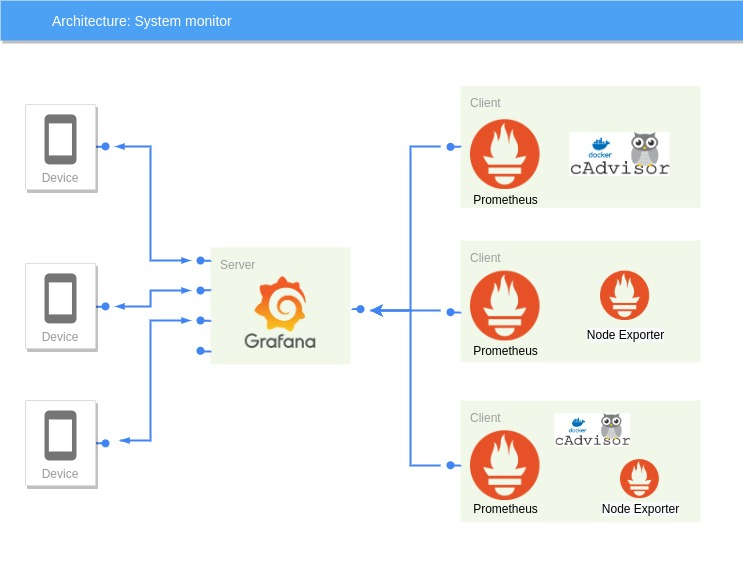 Architecture: System monitor
Device
Device
Device
Server
Grafana
Client
Prometheus
docker
cAdvisor
Client
Prometheus
Node Exporter
Client
Prometheus
docker
cAdvisor
Node Exporter